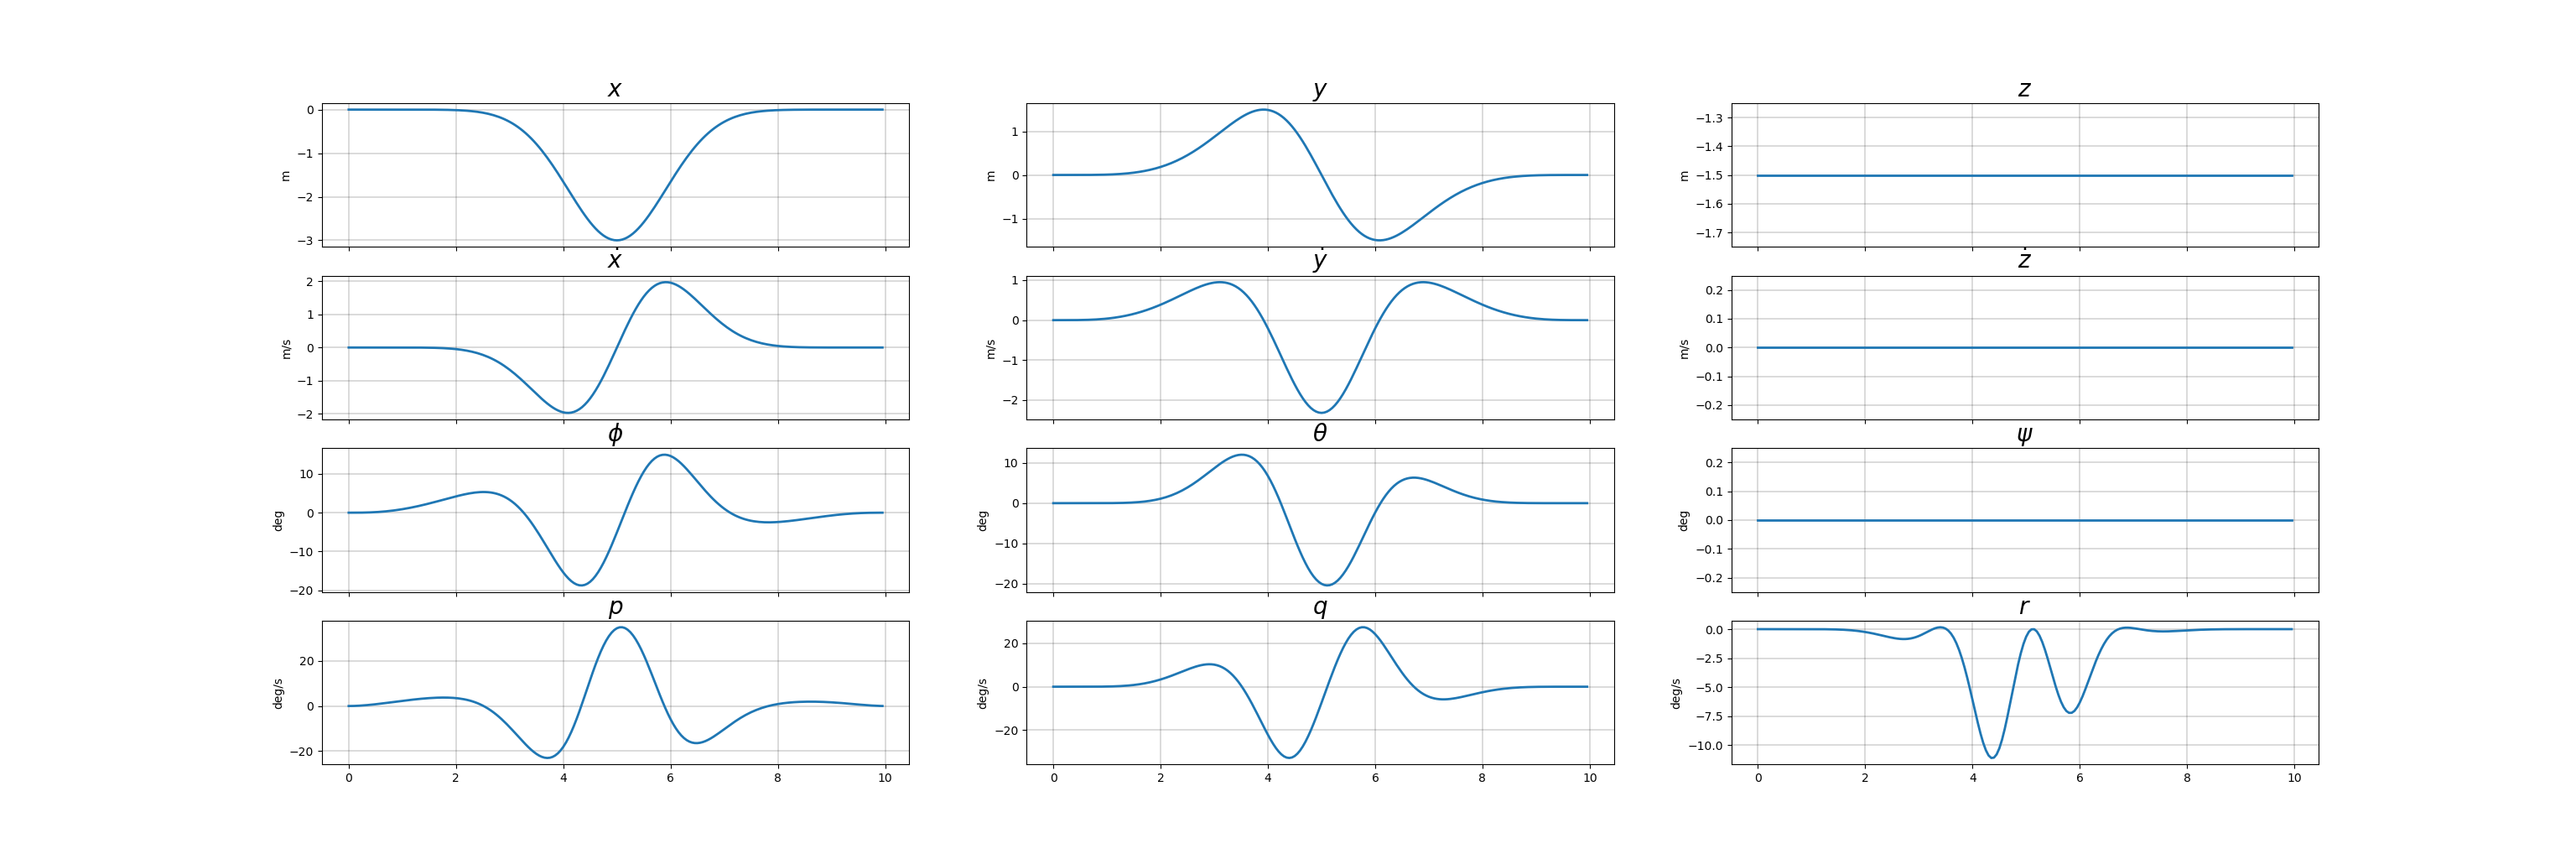 x y z
0 1 −1.3
−1 0 −1.4
−2 −1 −1.5
−3 −1.6
−1.7
m m m
ẋ ẏ ż
2 1 0.2
1 0 0.1
0 −1 0.0
−1 −2 −0.1
−2 −0.2
m/s m/s m/s
ϕ θ ψ
10 10 0.2
0 0 0.1
−10 −10 0.0
−20 −20 −0.1
−0.2
deg deg deg
p q r
20 20 0.0
0 0 −2.5
−20 −20 −5.0
−7.5
−10.0
deg/s deg/s deg/s
0 2 4 6 8 10 0 2 4 6 8 10 0 2 4 6 8 10